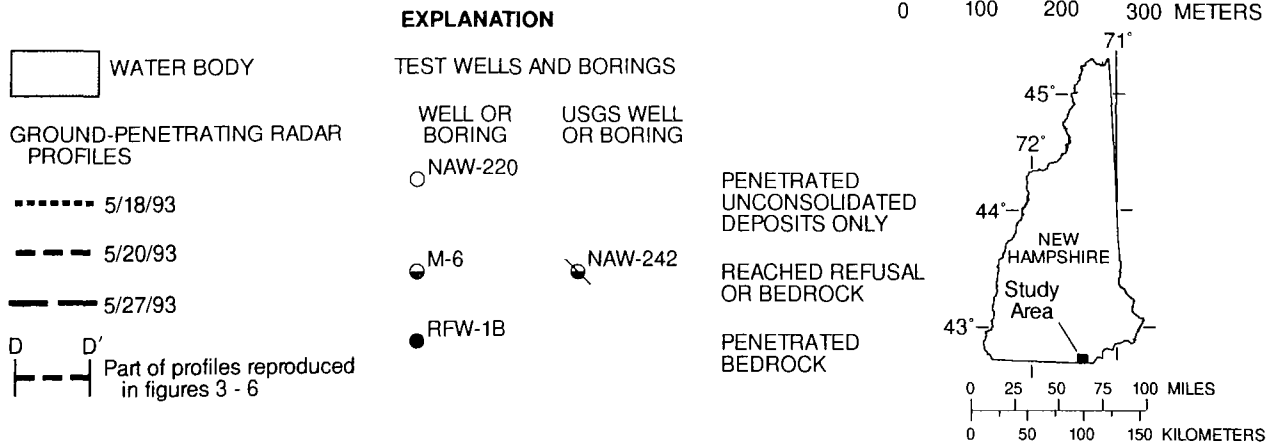 EXPLANATION
0 100 200 300 METERS
WATER BODY
GROUND-PENETRATING RADAR
PROFILES
5/18/93
5/20/93
5/27/93
D D'
Part of profiles reproduced
in figures 3 - 6
TEST WELLS AND BORINGS
WELL OR
BORING
USGS WELL
OR BORING
NAW-220
PENETRATED
UNCONSOLIDATED
DEPOSITS ONLY
M-6
NAW-242
REACHED REFUSAL
OR BEDROCK
RFW-1B
PENETRATED
BEDROCK
71°
45°
72°
44°
NEW
HAMPSHIRE
Study
Area
43°
0 25 50 75 100 MILES
0 50 100 150 KILOMETERS